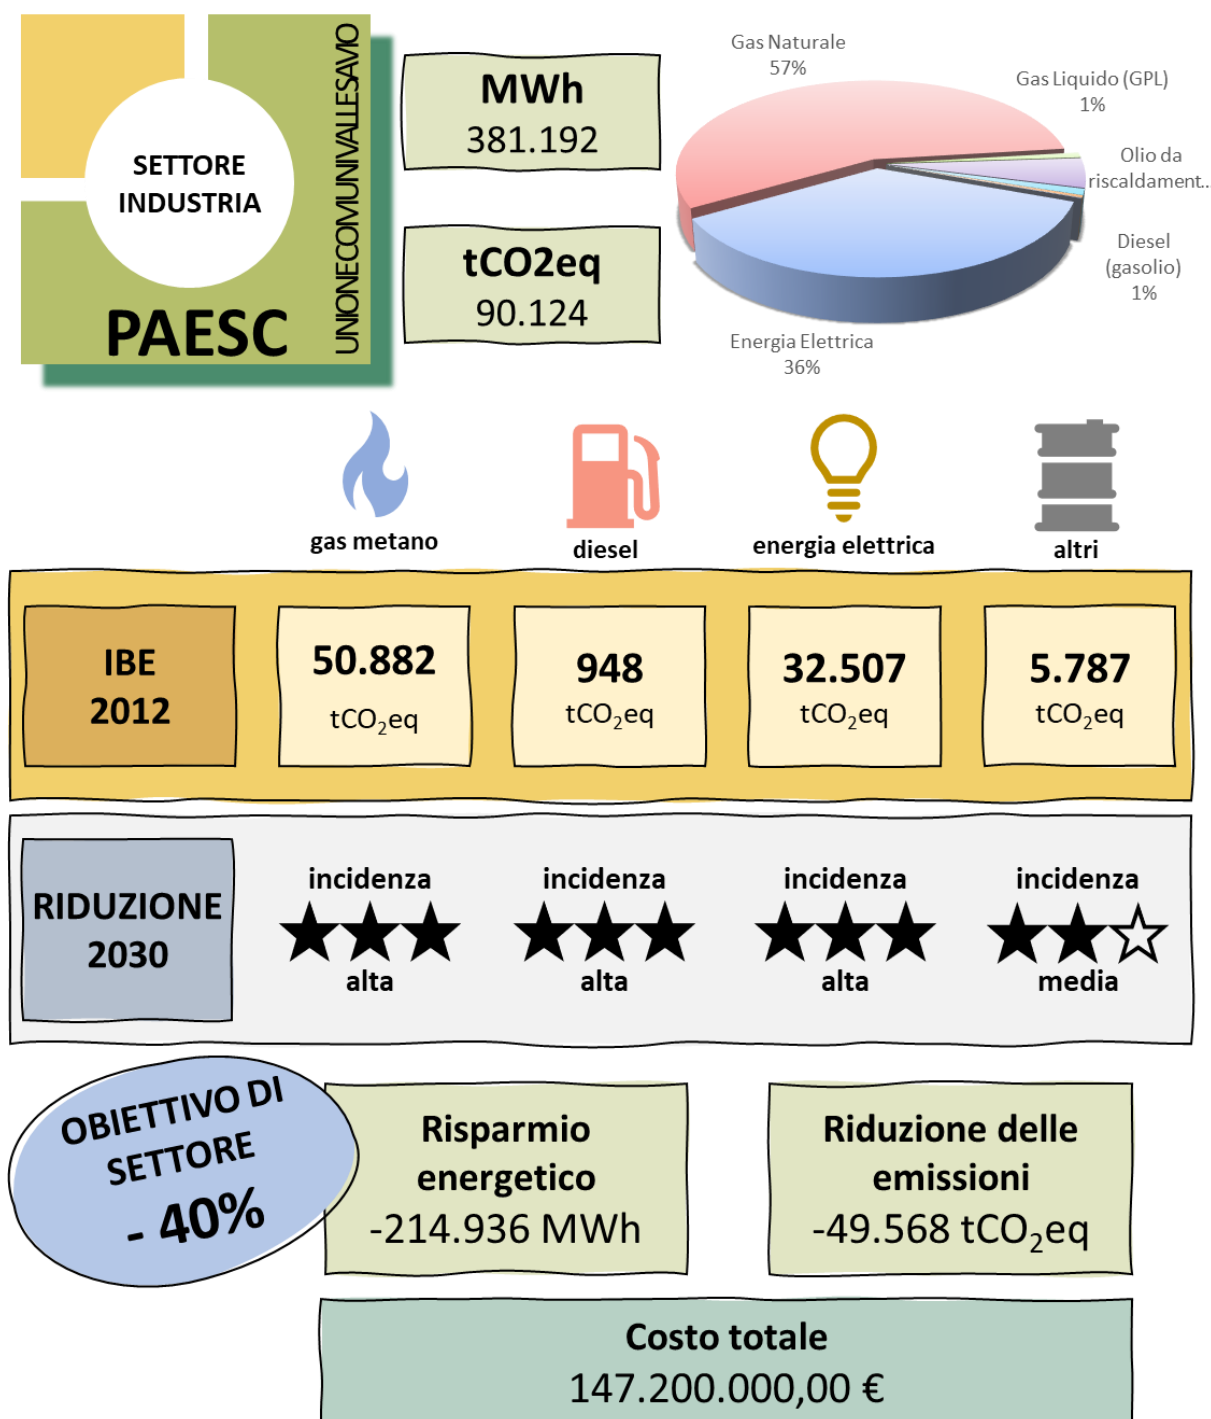 SETTORE
INDUSTRIA
PAESC
UNIONECOMUNIVALLESAVIO
MWh
381.192
tCO2eq
90.124
Gas Naturale
57%
Gas Liquido (GPL)
1%
Olio da
riscaldament...
Diesel
(gasolio)
1%
Energia Elettrica
36%
gas metano
diesel
energia elettrica
altri
IBE
2012
50.882
tCO₂eq
948
tCO₂eq
32.507
tCO₂eq
5.787
tCO₂eq
RIDUZIONE
2030
incidenza
alta
incidenza
alta
incidenza
alta
incidenza
media
OBIETTIVO DI
SETTORE
- 40%
Risparmio
energetico
-214.936 MWh
Riduzione delle
emissioni
-49.568 tCO₂eq
Costo totale
147.200.000,00 €